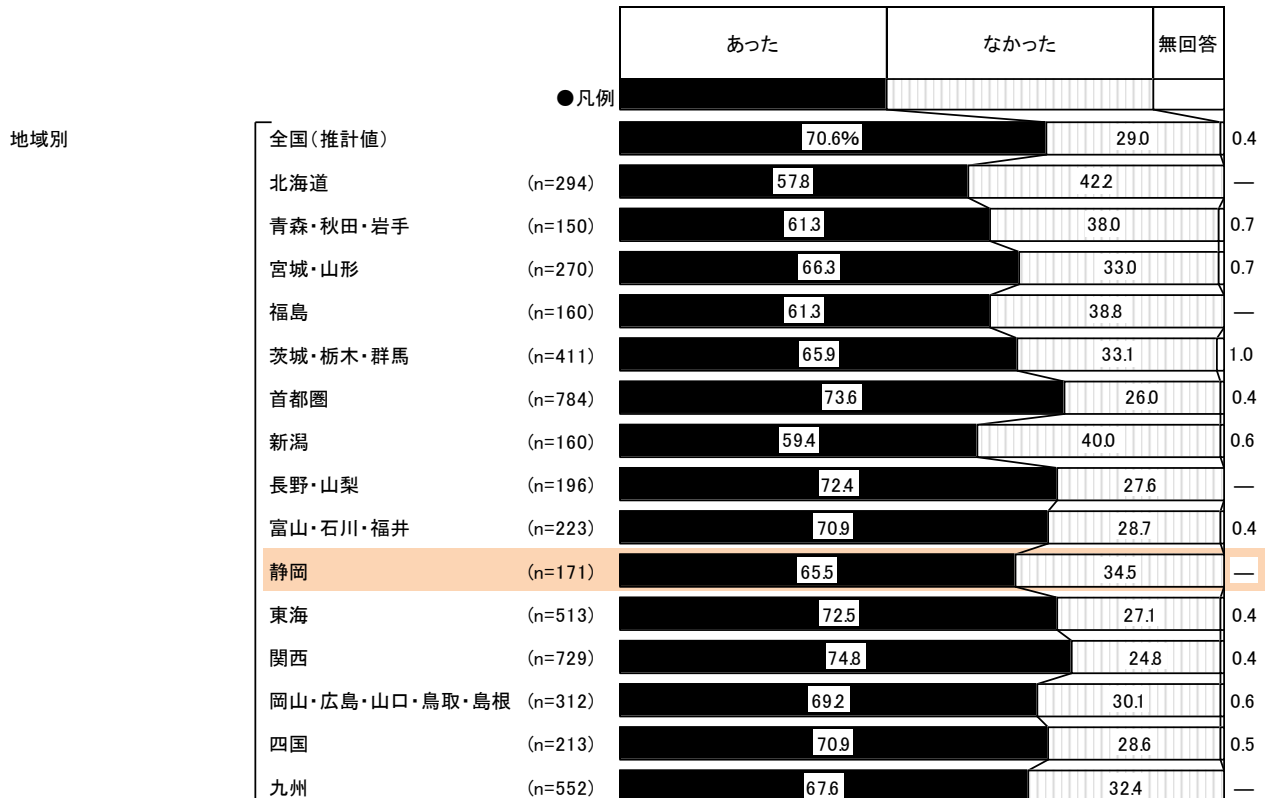 あった なかった 無回答
●凡例
地域別 全国(推計値) 70.6% 29.0 0.4
北海道 (n=294) 57.8 42.2 —
青森・秋田・岩手 (n=150) 61.3 38.0 0.7
宮城・山形 (n=270) 66.3 33.0 0.7
福島 (n=160) 61.3 38.8 —
茨城・栃木・群馬 (n=411) 65.9 33.1 1.0
首都圏 (n=784) 73.6 26.0 0.4
新潟 (n=160) 59.4 40.0 0.6
長野・山梨 (n=196) 72.4 27.6 —
富山・石川・福井 (n=223) 70.9 28.7 0.4
静岡 (n=171) 65.5 34.5 —
東海 (n=513) 72.5 27.1 0.4
関西 (n=729) 74.8 24.8 0.4
岡山・広島・山口・鳥取・島根 (n=312) 69.2 30.1 0.6
四国 (n=213) 70.9 28.6 0.5
九州 (n=552) 67.6 32.4 —